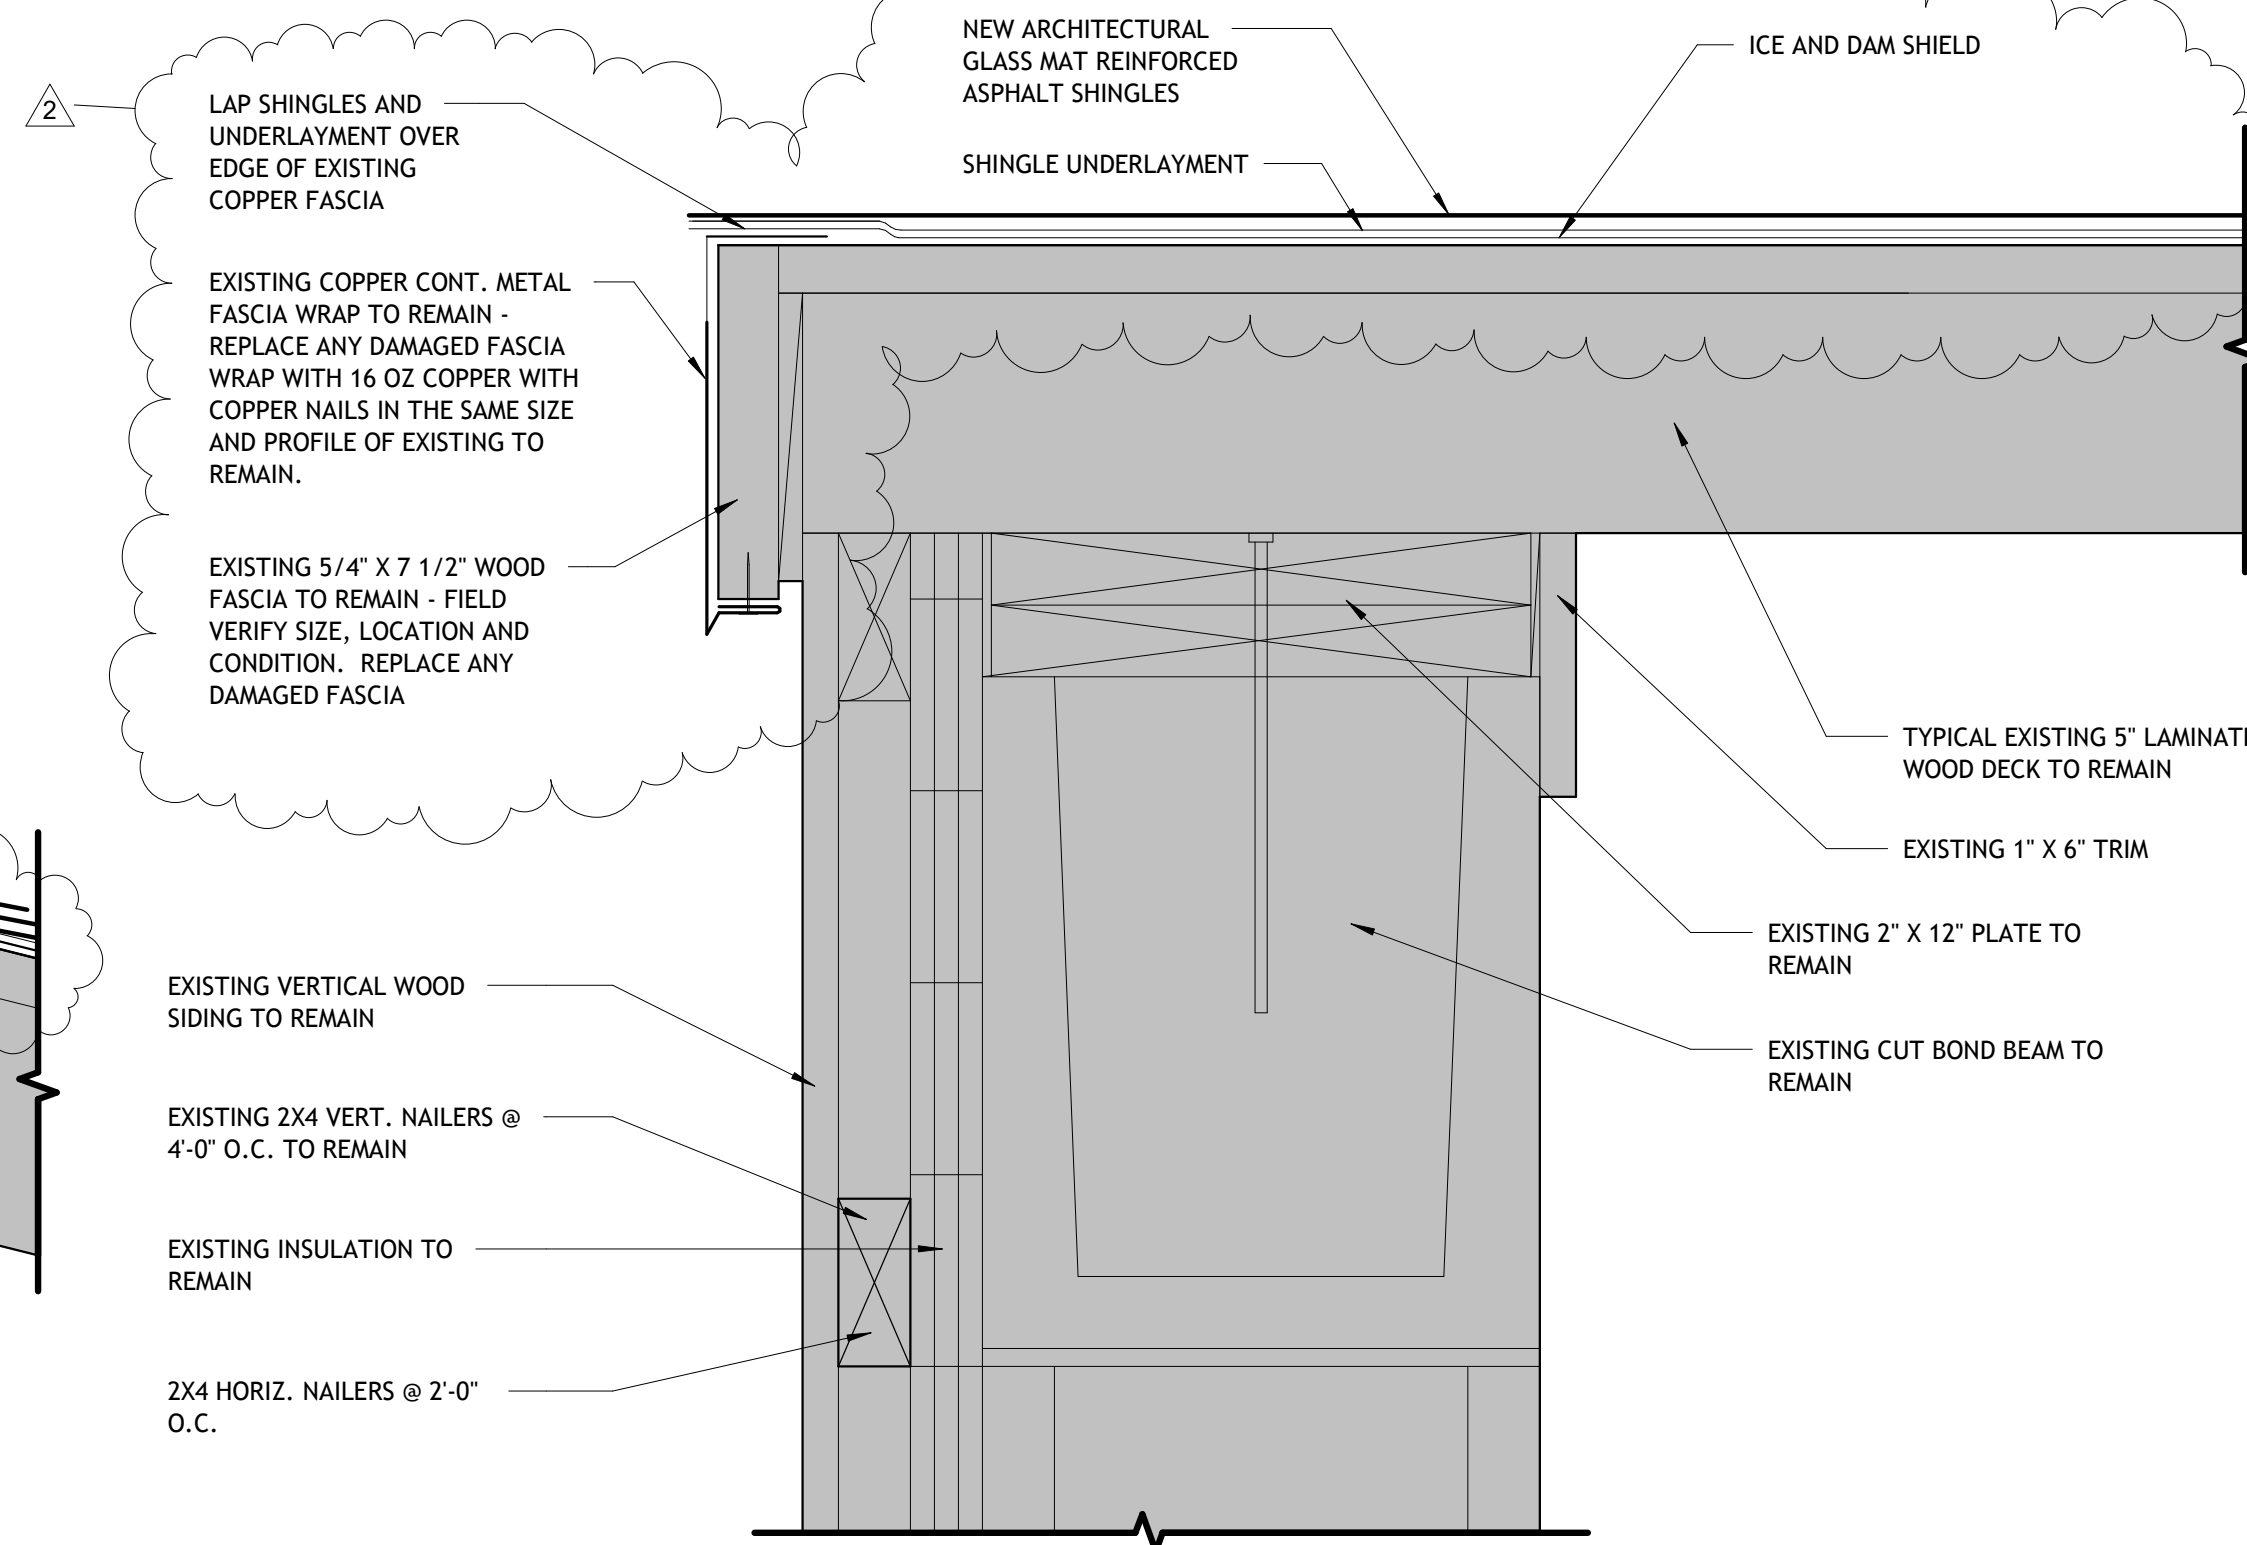 NEW ARCHITECTURAL
GLASS MAT REINFORCED
ASPHALT SHINGLES
ICE AND DAM SHIELD
SHINGLE UNDERLAYMENT
2
LAP SHINGLES AND
UNDERLAYMENT OVER
EDGE OF EXISTING
COPPER FASCIA
EXISTING COPPER CONT. METAL
FASCIA WRAP TO REMAIN -
REPLACE ANY DAMAGED FASCIA
WRAP WITH 16 OZ COPPER WITH
COPPER NAILS IN THE SAME SIZE
AND PROFILE OF EXISTING TO
REMAIN.
EXISTING 5/4" X 7 1/2" WOOD
FASCIA TO REMAIN - FIELD
VERIFY SIZE, LOCATION AND
CONDITION.  REPLACE ANY
DAMAGED FASCIA
TYPICAL EXISTING 5"
WOOD DECK TO REMAIN
EXISTING 1" X 6" TRIM
EXISTING 2" X 12" PLATE TO
REMAIN
EXISTING CUT BOND BEAM TO
REMAIN
EXISTING VERTICAL WOOD
SIDING TO REMAIN
EXISTING 2X4 VERT. NAILERS @
4'-0" O.C. TO REMAIN
EXISTING INSULATION TO
REMAIN
2X4 HORIZ. NAILERS @ 2'-0"
O.C.